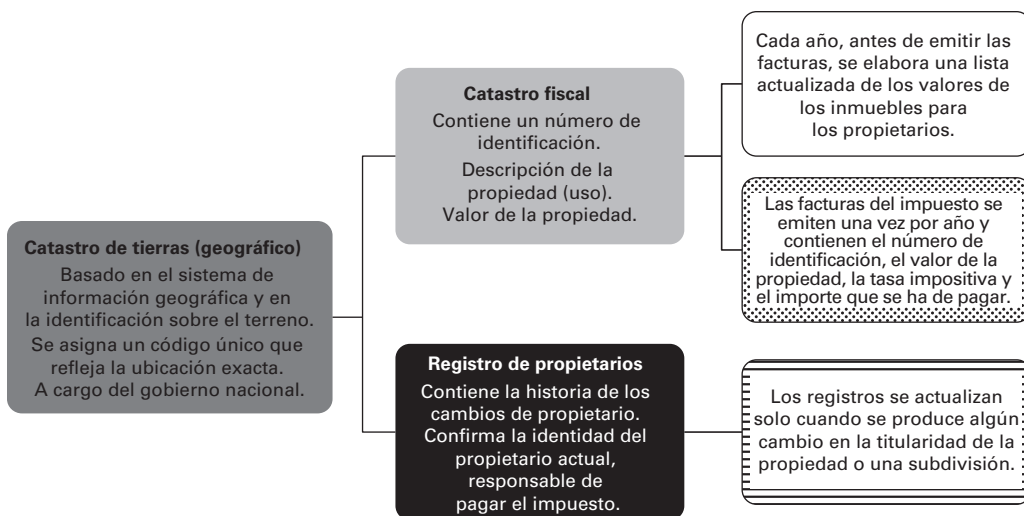 Catastro de tierras (geográfico)
Basado en el sistema de
información geográfica y en
la identificación sobre el terreno.
Se asigna un código único que
refleja la ubicación exacta.
A cargo del gobierno nacional.
Catastro fiscal
Contiene un número de
identificación.
Descripción de la
propiedad (uso).
Valor de la propiedad.
Cada año, antes de emitir las
facturas, se elabora una lista
actualizada de los valores de
los inmuebles para
los propietarios.
Las facturas del impuesto se
emiten una vez por año y
contienen el número de
identificación, el valor de la
propiedad, la tasa impositiva y
el importe que se ha de pagar.
Registro de propietarios
Contiene la historia de los
cambios de propietario.
Confirma la identidad del
propietario actual,
responsable de
pagar el impuesto.
Los registros se actualizan
solo cuando se produce algún
cambio en la titularidad de la
propiedad o una subdivisión.